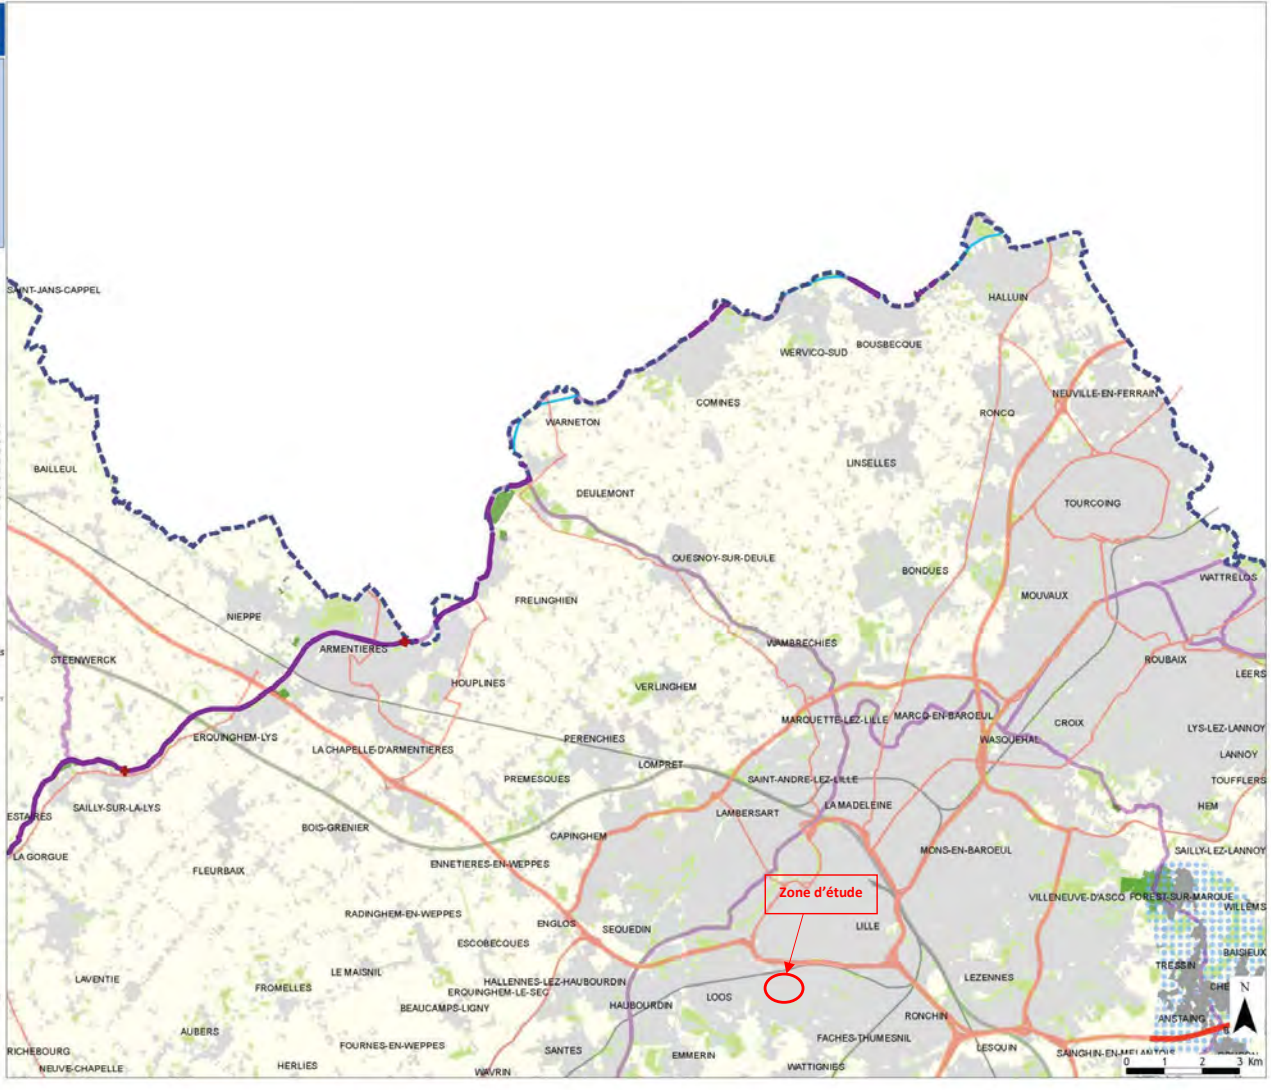 SAINT-JANS-CAPPEL
HALLUIN
BOUSBECQUE
WERVICQ-SUD
NEUVILLE-EN-FERRAIN
COMINES
RONCQ
WARNETON
LINSELLES
BAILLEUL
DEULEMONT
TOURCOING
QUESNOY-SUR-DEULE
BONDUES
WATTRELOS
MOUVAUX
FRELINGHIEN
NIEPPE
WAMBRECHIES
ARMENTIERES
STEENWERCK
ROUBAIX
LEERS
HOUPLINES
VERLINGHEM
MARQUETTE-LEZ-LILLE
MARCQ-EN-BAROEUL
CROIX
LYS-LEZ-LANNOY
ERQUINGHEM-LYS
PERENCHIES
WASQUEHAL
LA CHAPELLE-D'ARMENTIERES
LANNOY
LOMPRET
PREMESQUES
SAINT-ANDRE-LEZ-LILLE
TOUFFLERS
SAILLY-SUR-LA-LYS
LA MADELEINE
HEM
ESTAIRES
LAMBERSART
BOIS-GRENIER
CAPINGHEM
MONS-EN-BAROEUL
SAILLY-LEZ-LANNOY
LA GORGUE
ENNETIERES-EN-WEPPES
FLEURBAIX
Zone d'étude
VILLENEUVE-D'ASCQ
FOREST-SUR-MARQUE
WILLEMS
RADINGHEM-EN-WEPPES
ENGLOS
SEQUEDIN
LILLE
ESCOBECQUES
BAISIEUX
TRESSIN
LE MAISNIL
LAVENTIE
FROMELLES
HALLENNES-LEZ-HAUBOURDIN
LEZENNES
CHE
N
ERQUINGHEM-LE-SEC
LOOS
BEAUCAMPS-LIGNY
HAUBOURDIN
RONCHIN
ANSTAING
AUBERS
FACHES-THUMESNIL
FOURNES-EN-WEPPES
SANTES
EMMERIN
LESQUIN
SAINGHIN-EN-MELANTOIS
RICHEBOURG
NEUVE-CHAPELLE
HERLIES
WAVRIN
WATTIGNIES
0 1 2 3 Km